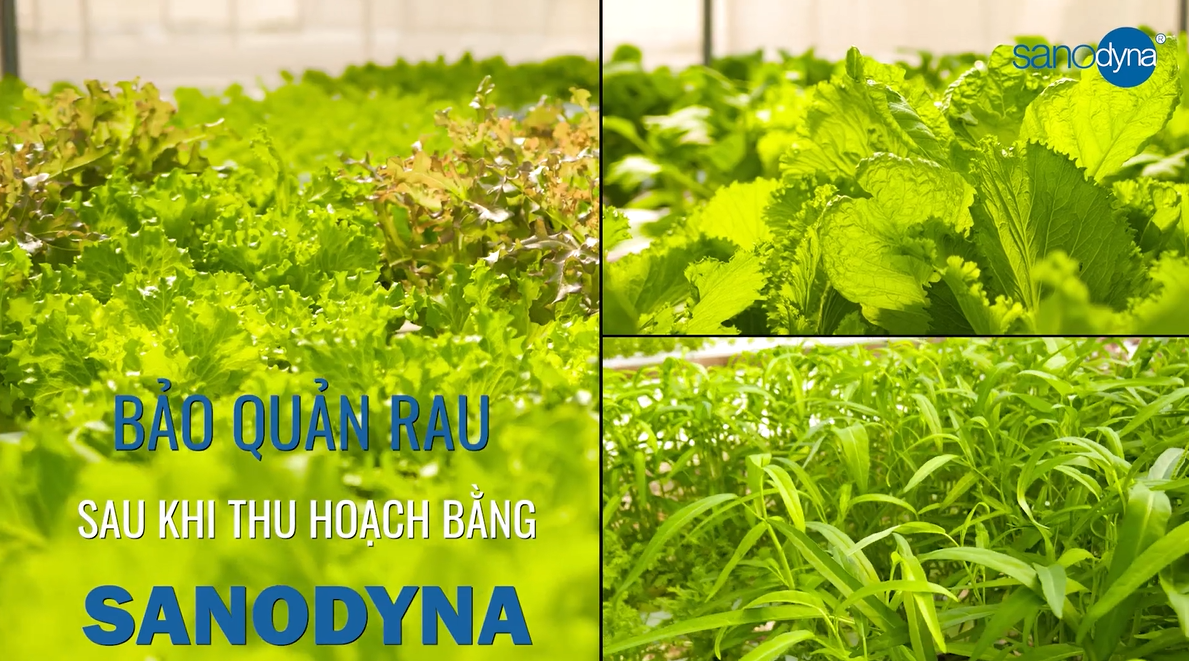 sanodyna®
BẢO QUẢN RAU
SAU KHI THU HOẠCH BẰNG
SANODYNA